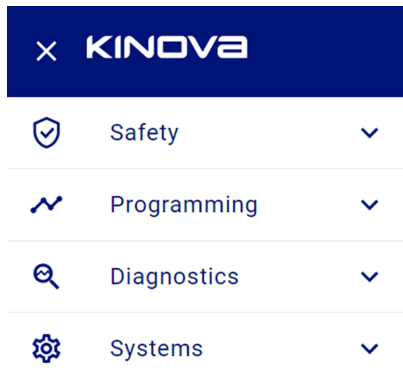 KINOVA
Safety
Programming
Diagnostics
Systems